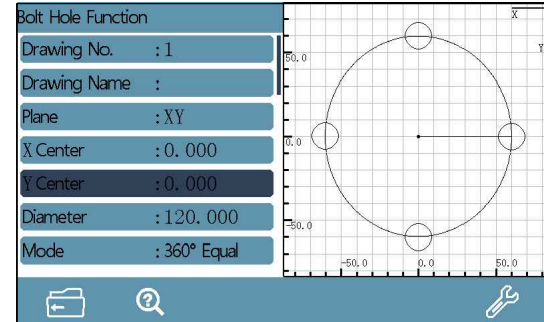 Bolt Hole Function
Drawing No. :1
Drawing Name :
Plane :XY
X Center :0.000
Y Center :0.000
Diameter :120.000
Mode :360° Equal
X
Y
50.0
0.0
-50.0
-50.0 0.0 50.0